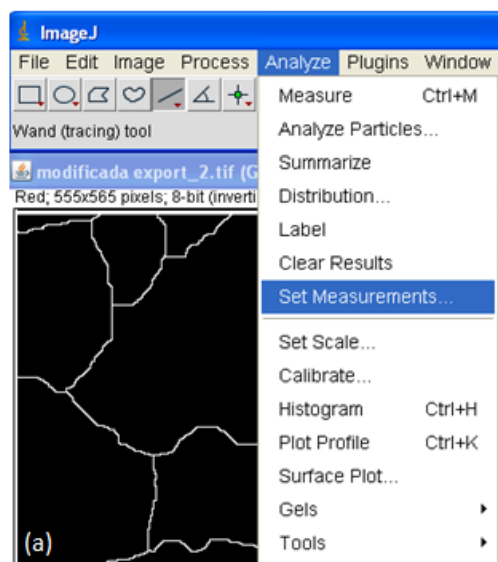 ImageJ
File Edit Image Process Analyze Plugins Window
Wand (tracing) tool
modificada export_2.tif (G
Red; 555x565 pixels; 8-bit (inverti
Measure Ctrl+M
Analyze Particles...
Summarize
Distribution...
Label
Clear Results
Set Measurements...
Set Scale...
Calibrate...
Histogram Ctrl+H
Plot Profile Ctrl+K
Surface Plot...
Gels
Tools
(a)